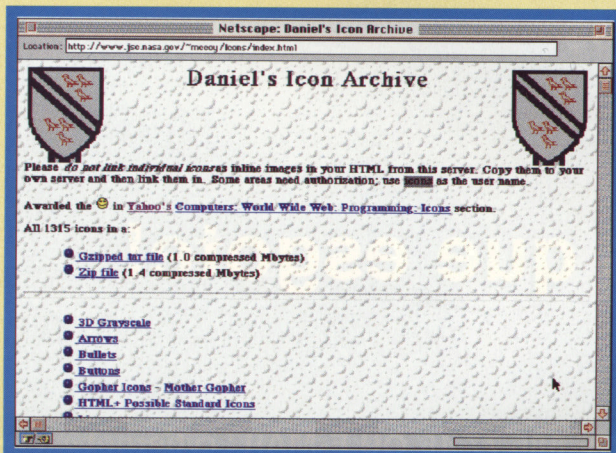 Netscape: Daniel's Icon Archive
Location: http://www.jsc.nasa.gov/~mccoy/Icons/index.html
Daniel's Icon Archive
Please do not link individual icons as inline images in your HTML from this server. Copy them to your
own server and then link them in. Some areas need authorization; use icons as the user name.
Awarded the in Yahoo's Computers: World Wide Web: Programming: Icons section.
All 1315 icons in a:
Gzipped tar file (1.0 compressed Mbytes)
Zip file (1.4 compressed Mbytes)
3D Grayscale
Arrows
Bullets
Buttons
Gopher Icons - Mother Gopher
HTML+ Possible Standard Icons